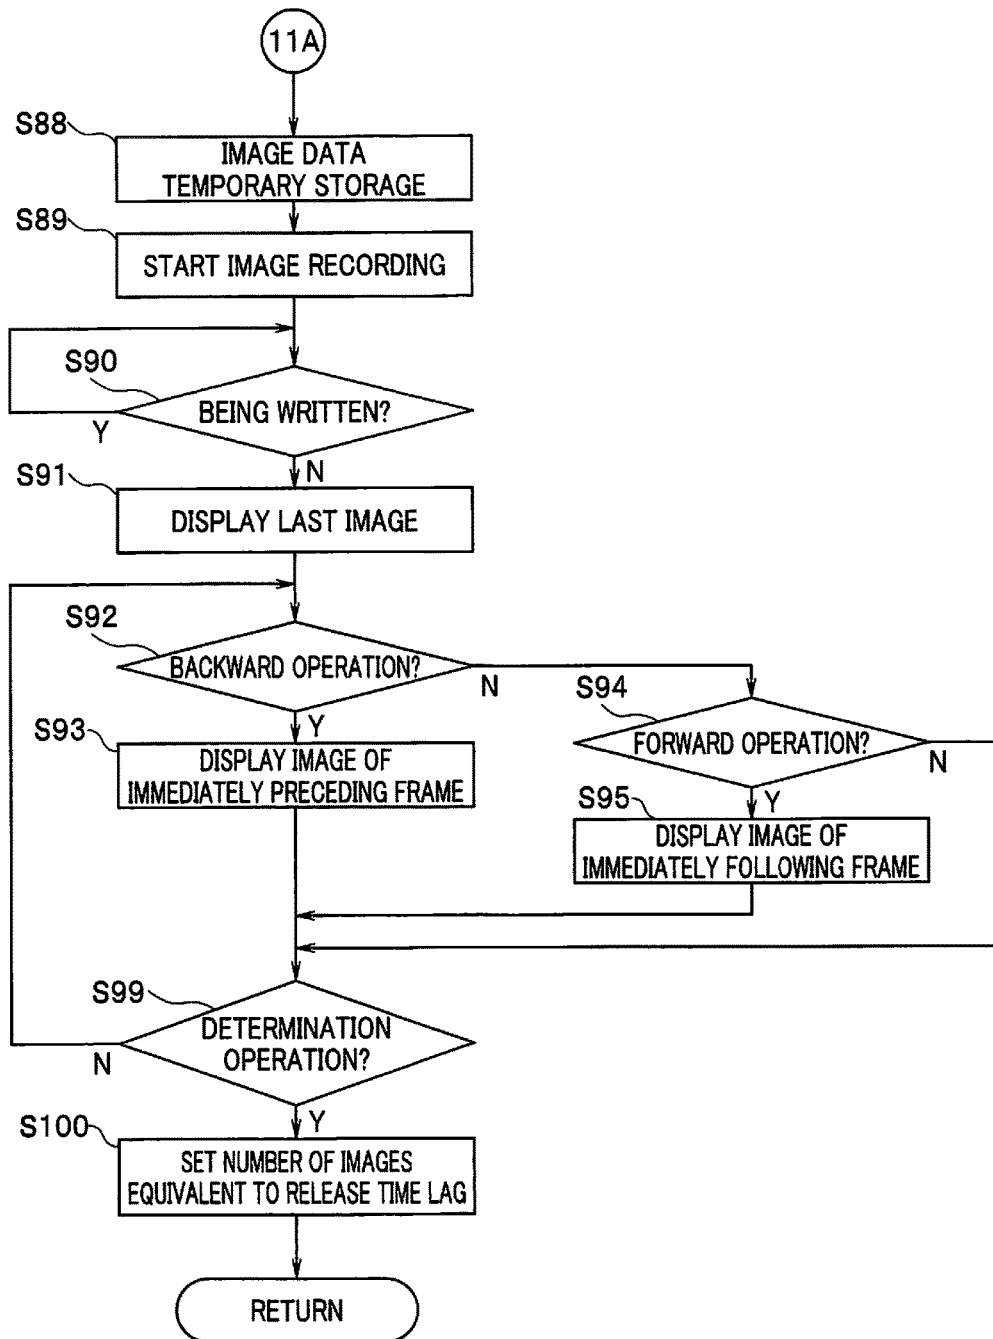 11A
S88
IMAGE DATA
TEMPORARY STORAGE
S89
START IMAGE RECORDING
S90
BEING WRITTEN?
Y
N
S91
DISPLAY LAST IMAGE
S92
BACKWARD OPERATION?
N
Y
S93
DISPLAY IMAGE OF
IMMEDIATELY PRECEDING FRAME
S94
FORWARD OPERATION?
N
Y
S95
DISPLAY IMAGE OF
IMMEDIATELY FOLLOWING FRAME
S99
DETERMINATION
OPERATION?
N
Y
S100
SET NUMBER OF IMAGES
EQUIVALENT TO RELEASE TIME LAG
RETURN